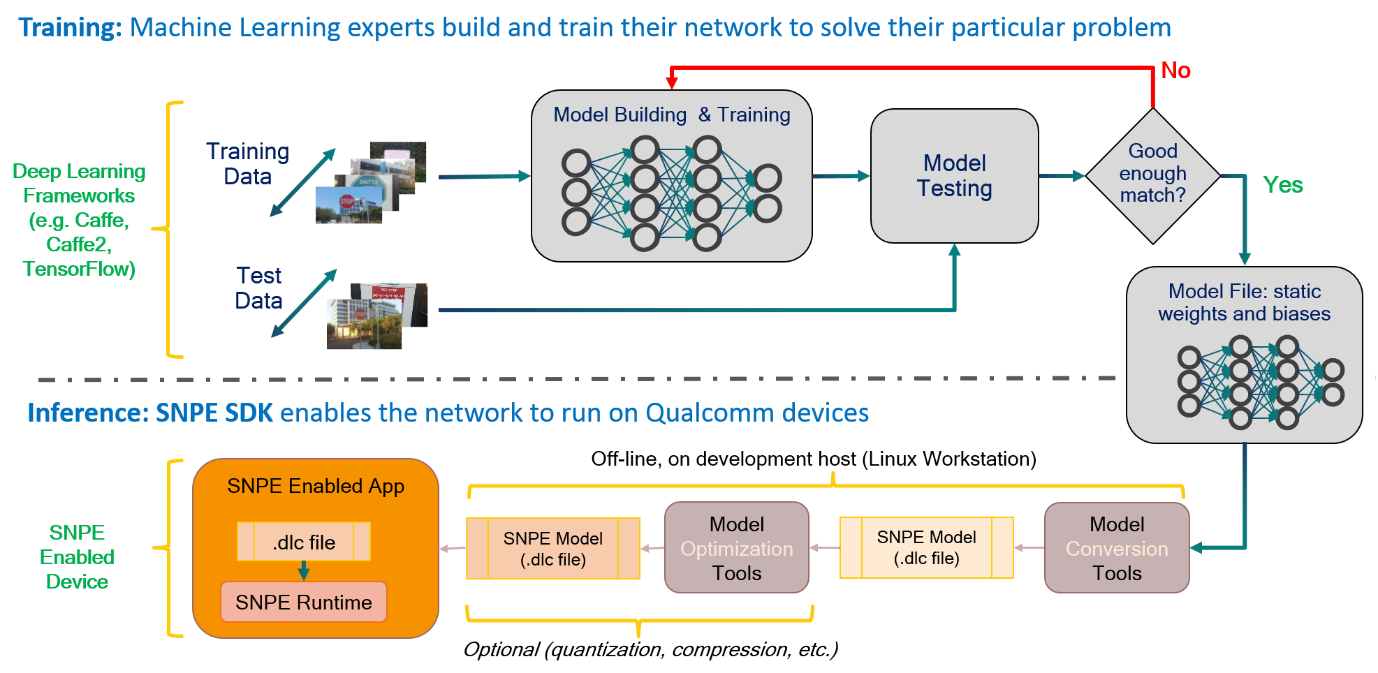 Training: Machine Learning experts build and train their network to solve their particular problem
No
Model Building & Training
Training
Data
Deep Learning
Frameworks
(e.g. Caffe,
Caffe2,
TensorFlow)
STOP
Model
Testing
Good
enough
match?
Yes
Test
Data
Model File: static
weights and biases
Inference: SNPE SDK enables the network to run on Qualcomm devices
Off-line, on development host (Linux Workstation)
SNPE
Enabled
Device
SNPE Enabled App
.dlc file
SNPE Runtime
SNPE Model
(.dlc file)
Model
Optimization
Tools
SNPE Model
(.dlc file)
Model
Conversion
Tools
Optional (quantization, compression, etc.)